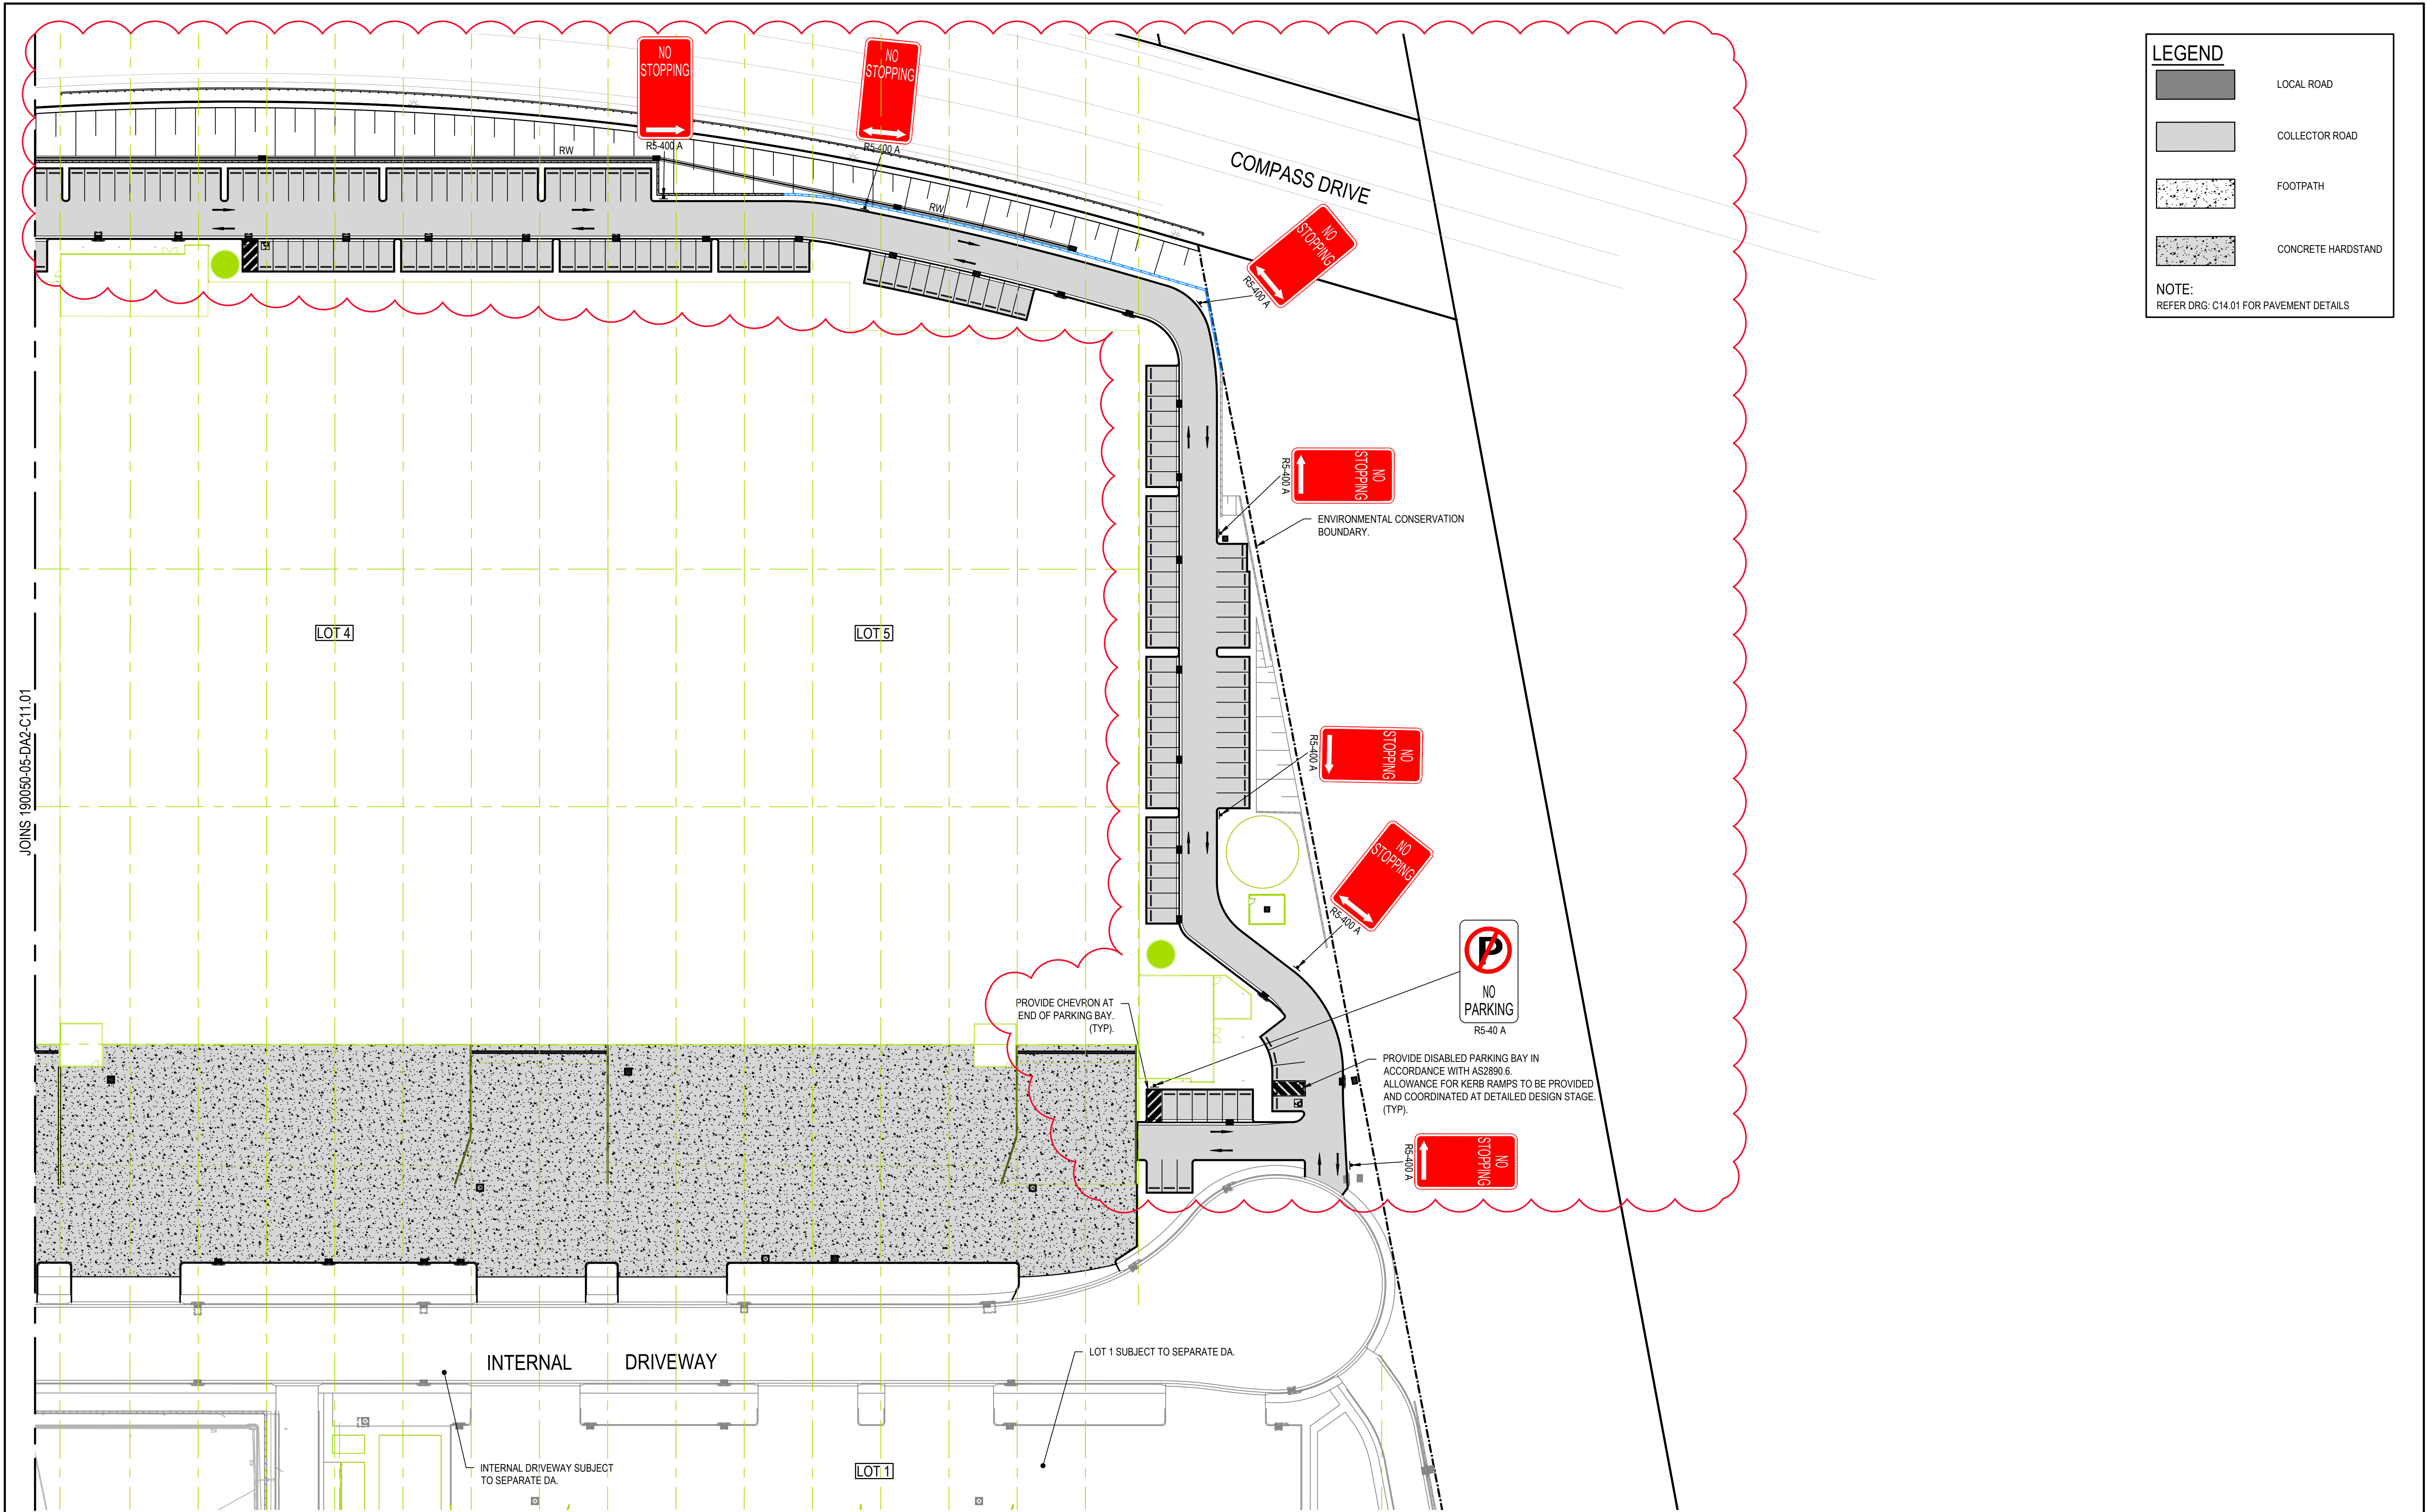 NO
STOPPING
R5-400 A
NO
STOPPING
R5-400 A
LEGEND
LOCAL ROAD
COLLECTOR ROAD
FOOTPATH
CONCRETE HARDSTAND
NOTE:
REFER DRG: C14.01 FOR PAVEMENT DETAILS
RW
RW
COMPASS DRIVE
NO
STOPPING
R5-400 A
NO
STOPPING
R5-400 A
ENVIRONMENTAL CONSERVATION
BOUNDARY.
LOT 4
LOT 5
JOINS 190050-05-DA2-C11.01
NO
STOPPING
R5-400 A
NO
STOPPING
R5-400 A
P
NO
PARKING
R5-40 A
PROVIDE CHEVRON AT
END OF PARKING BAY.
(TYP).
PROVIDE DISABLED PARKING BAY IN
ACCORDANCE WITH AS2890.6.
ALLOWANCE FOR KERB RAMPS TO BE PROVIDED
AND COORDINATED AT DETAILED DESIGN STAGE.
(TYP).
NO
STOPPING
R5-400 A
INTERNAL DRIVEWAY
LOT 1 SUBJECT TO SEPARATE DA.
INTERNAL DRIVEWAY SUBJECT
TO SEPARATE DA.
LOT 1